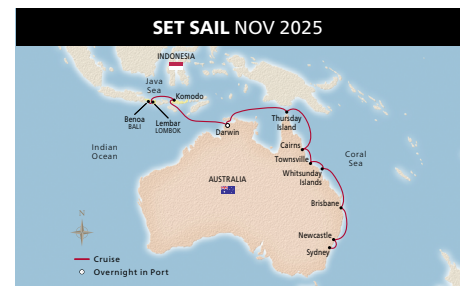 SET SAIL NOV 2025
INDONESIA
Java
Sea
Komodo
Benoa
BALI
Lembar
LOMBOK
Darwin
Thursday
Island
Indian
Ocean
Cairns
Townsville
Coral
Sea
Whitsunday
Islands
AUSTRALIA
Brisbane
N
Newcastle
Sydney
Cruise
Overnight in Port